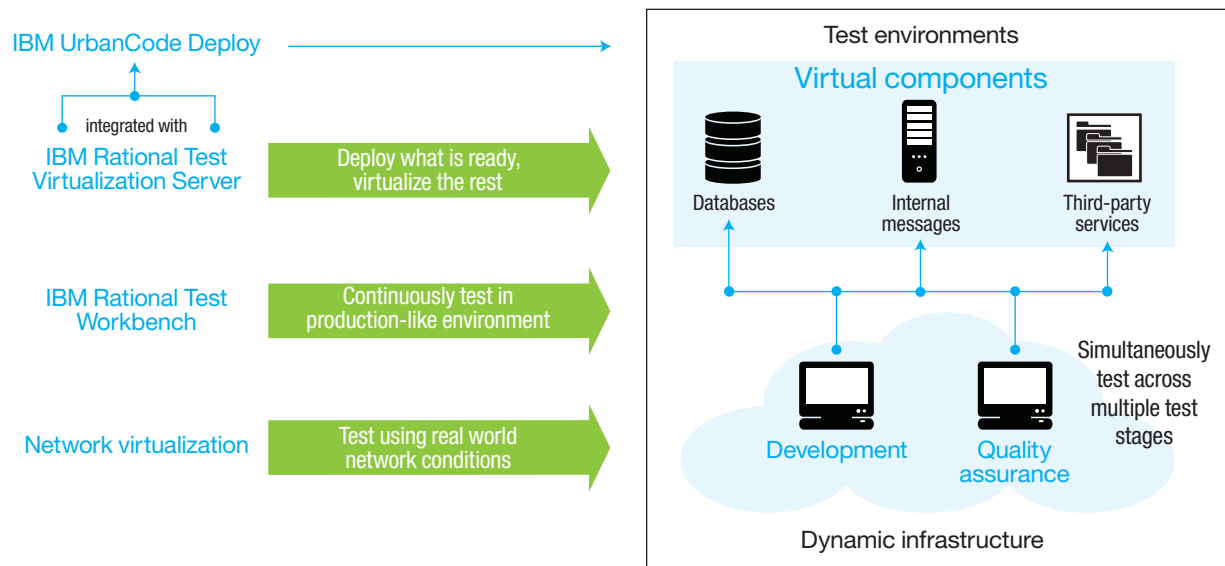 IBM UrbanCode Deploy
integrated with
IBM Rational Test
Virtualization Server
Deploy what is ready,
virtualize the rest
IBM Rational Test
Workbench
Continuously test in
production-like environment
Network virtualization
Test using real world
network conditions
Test environments
Virtual components
Databases
Internal
messages
Third-party
services
Simultaneously
test across
multiple test
stages
Development
Quality
assurance
Dynamic infrastructure